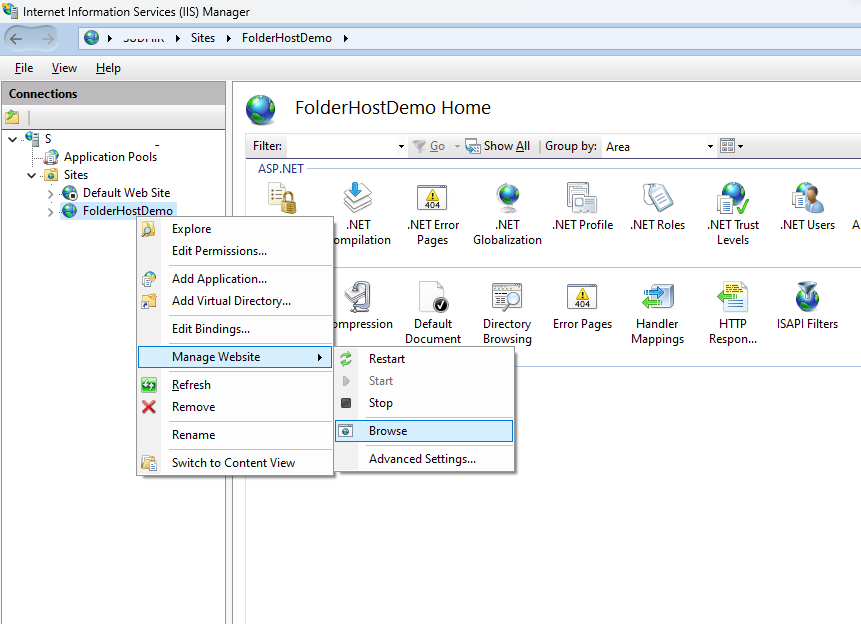 Internet Information Services (IIS) Manager
Sites
FolderHostDemo
File View Help
Connections
S
Application Pools
Sites
Default Web Site
FolderHostDemo
FolderHostDemo Home
Filter: Go Show All Group by: Area
ASP.NET
.NET
ompilation
.NET Error
Pages
.NET
Globalization
.NET Profile
.NET Roles
.NET Trust
Levels
.NET Users
A
404
ompression
Default
Document
Directory
Browsing
Error Pages
Handler
Mappings
HTTP
Respon...
ISAPI Filters
404
Explore
Edit Permissions...
Add Application...
Add Virtual Directory...
Edit Bindings...
Manage Website
Refresh
Remove
Rename
Switch to Content View
Restart
Start
Stop
Browse
Advanced Settings...